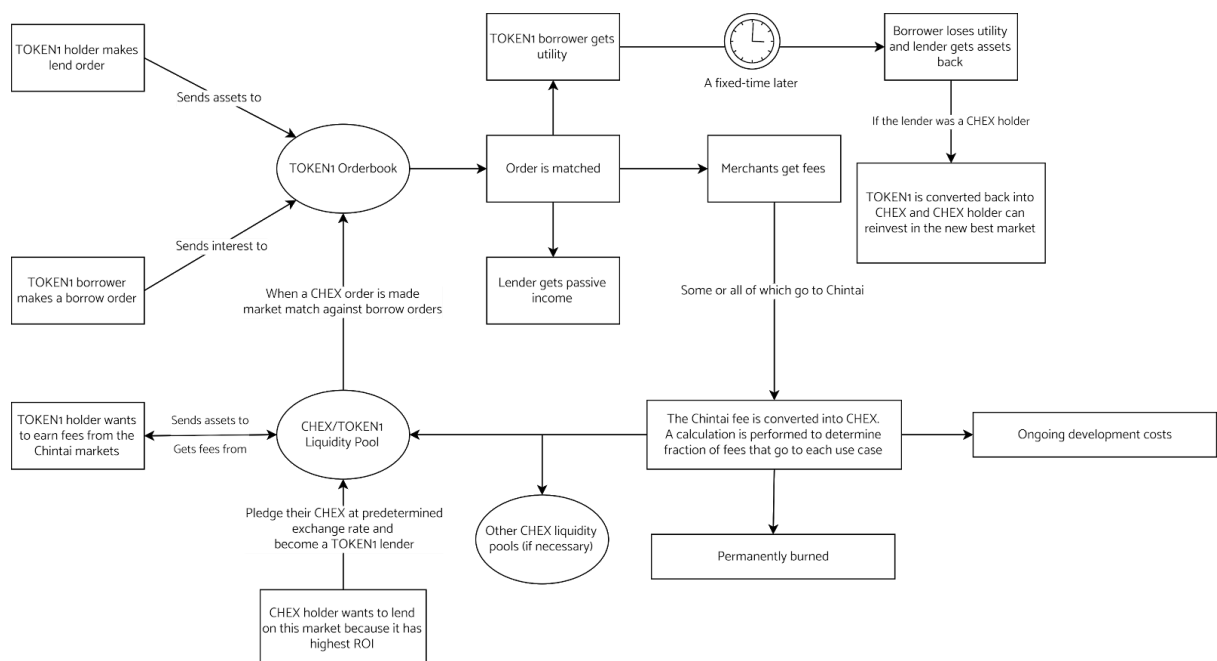 TOKEN1 holder makes
lend order
Sends assets to
TOKEN1 borrower gets
utility
A fixed-time later
Borrower loses utility
and lender gets assets
back
If the lender was a CHEX holder
TOKEN1 Orderbook
Order is matched
Merchants get fees
TOKEN1 is converted back into
CHEX and CHEX holder can
reinvest in the new best market
Sends interest to
TOKEN1 borrower
makes a borrow order
When a CHEX order is made
market match against borrow orders
Lender gets passive
income
Some or all of which go to Chintai
TOKEN1 holder wants
to earn fees from the
Chintai markets
Sends assets to
Gets fees from
CHEX/TOKEN1
Liquidity Pool
The Chintai fee is converted into CHEX.
A calculation is performed to determine
fraction of fees that go to each use case
Ongoing development costs
Pledge their CHEX at predetermined
exchange rate and
become a TOKEN1 lender
Other CHEX liquidity
pools (if necessary)
Permanently burned
CHEX holder wants to lend
on this market because it has
highest ROI